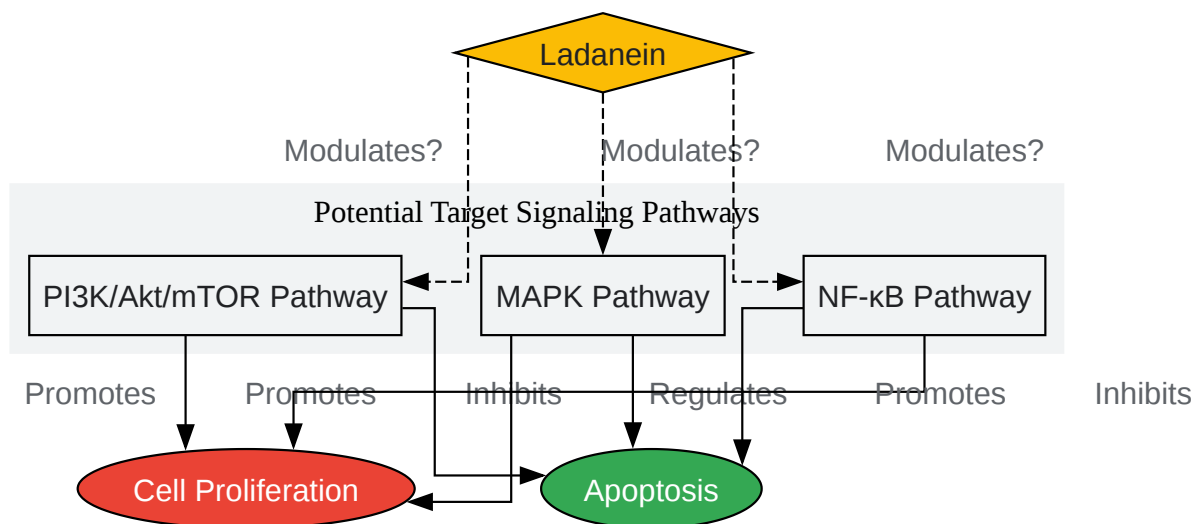 Ladanein
Modulates? Modulates? Modulates?
Potential Target Signaling Pathways
PI3K/Akt/mTOR Pathway MAPK Pathway NF-κB Pathway
Promotes Promotes Inhibits Regulates Promotes Inhibits
Cell Proliferation Apoptosis